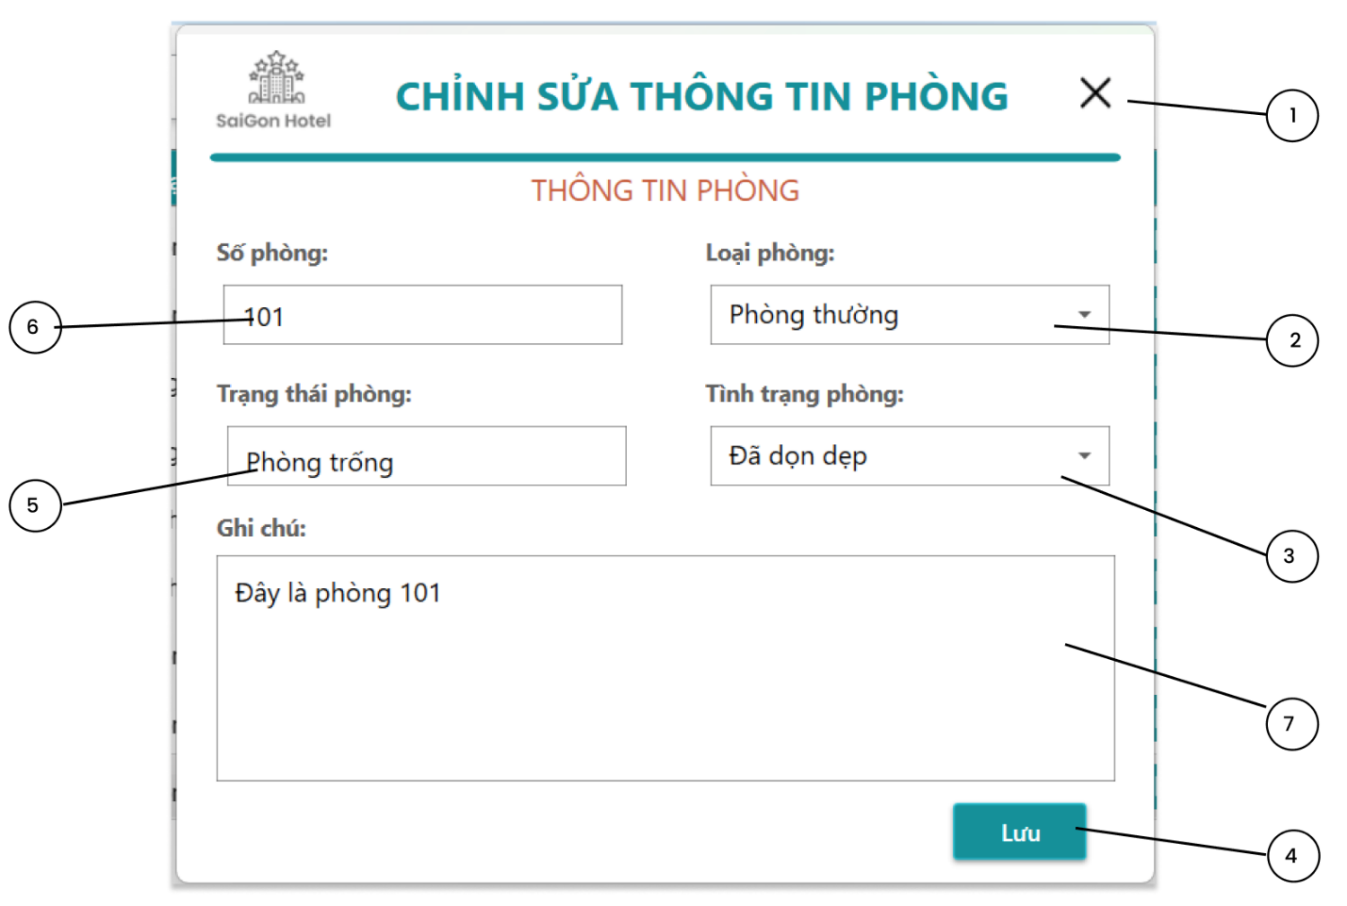 SaiGon Hotel
CHỈNH SỬA THÔNG TIN PHÒNG
1
THÔNG TIN PHÒNG
Số phòng:
Loại phòng:
6
101
Phòng thường
2
Trạng thái phòng:
Tình trạng phòng:
Phòng trống
Đã dọn dẹp
5
3
Ghi chú:
Đây là phòng 101
7
Lưu
4